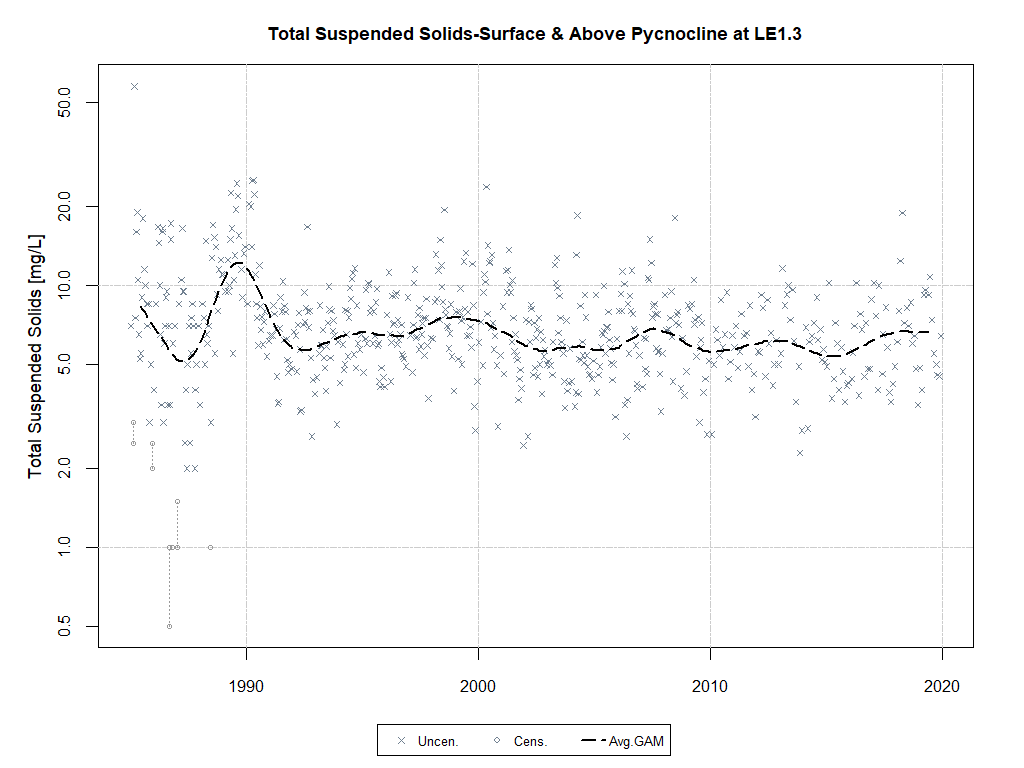 Total Suspended Solids-Surface & Above Pycnocline at LE1.3
Total Suspended Solids [mg/L]
50.0
20.0
10.0
5.0
2.0
1.0
0.5
1990 2000 2010 2020
Uncen. Cens. Avg.GAM